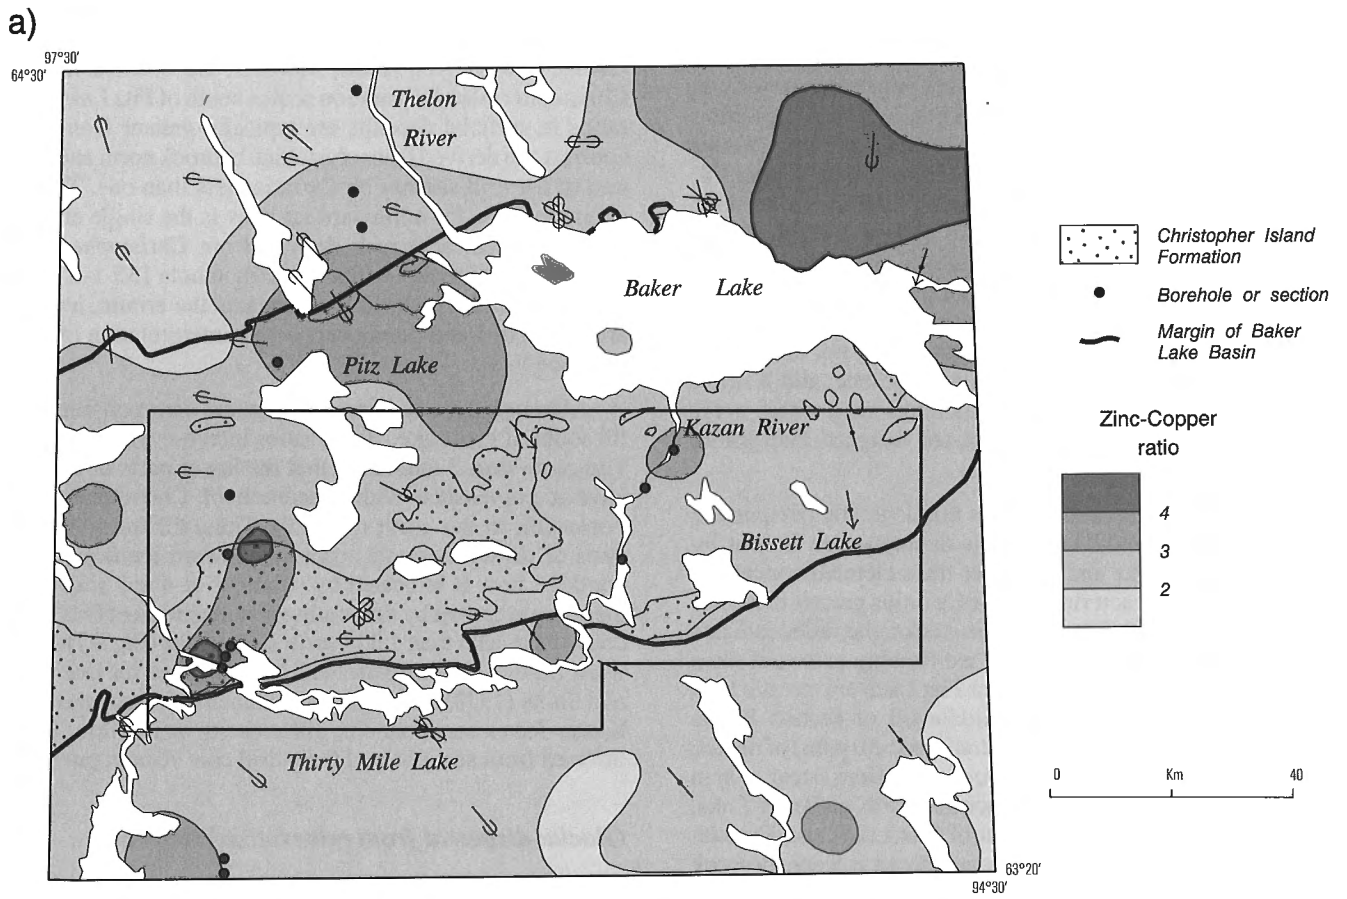 a)
97°30'
64°30'
Thelon
River
Baker Lake
Pitz Lake
Kazan River
Bissett Lake
Thirty Mile Lake
63°20'
94°30'
Christopher Island
Formation
Borehole or section
Margin of Baker
Lake Basin
Zinc-Copper
ratio
4
3
2
0 Km 40